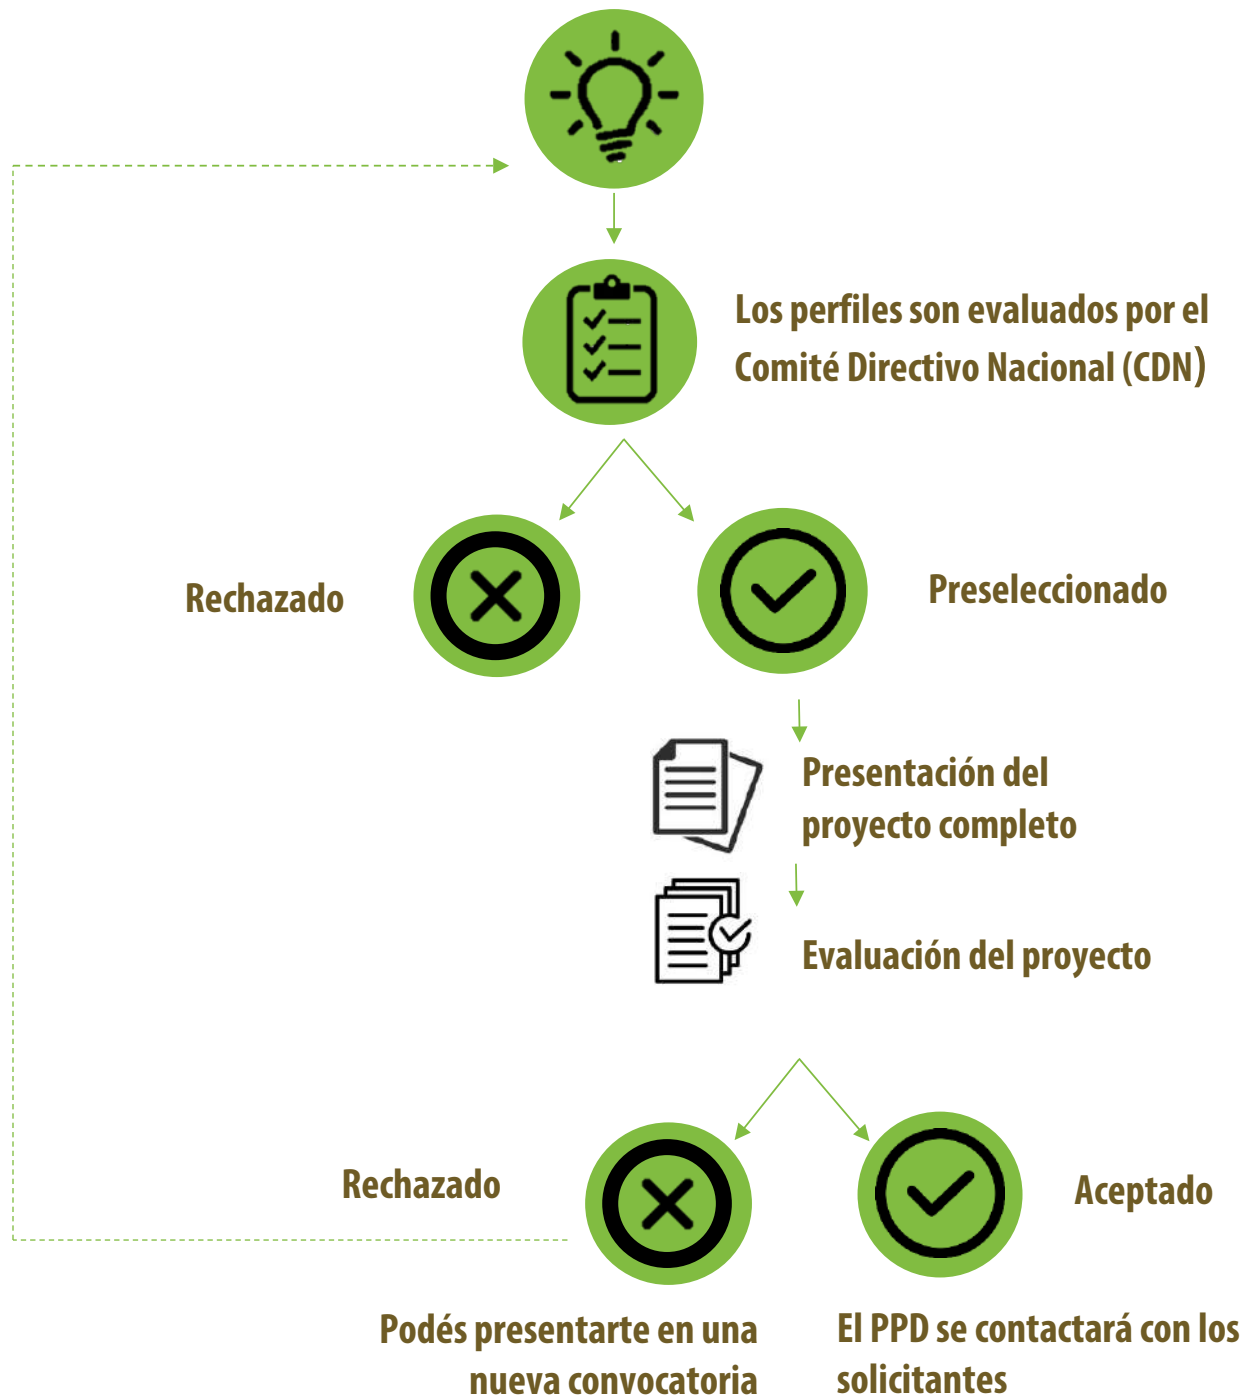 Los perfiles son evaluados por el
Comité Directivo Nacional (CDN)
Rechazado
Preseleccionado
Presentación del
proyecto completo
Evaluación del proyecto
Rechazado
Aceptado
Podés presentarte en una
nueva convocatoria
El PPD se contactará con los
solicitantes